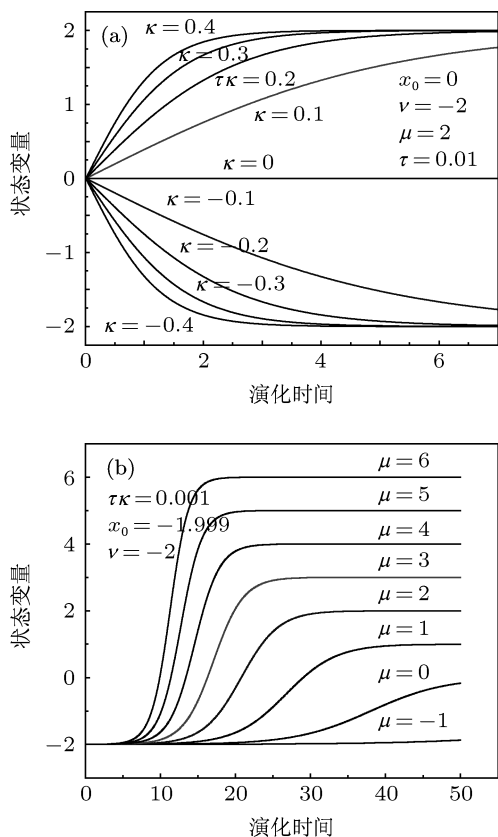 2
(a)
κ=0.4
κ=0.3
τκ=0.2
κ=0.1
x₀=0
ν=−2
μ=2
τ=0.01
1
κ=0
0
κ=−0.1
κ=−0.2
κ=−0.3
κ=−0.4
−1
−2
状态变量
0 2 4 6
演化时间
(b)
τκ=0.001
x₀=−1.999
ν=−2
μ=6
μ=5
μ=4
μ=3
μ=2
μ=1
μ=0
μ=−1
6
4
2
0
−2
状态变量
0 10 20 30 40 50
演化时间